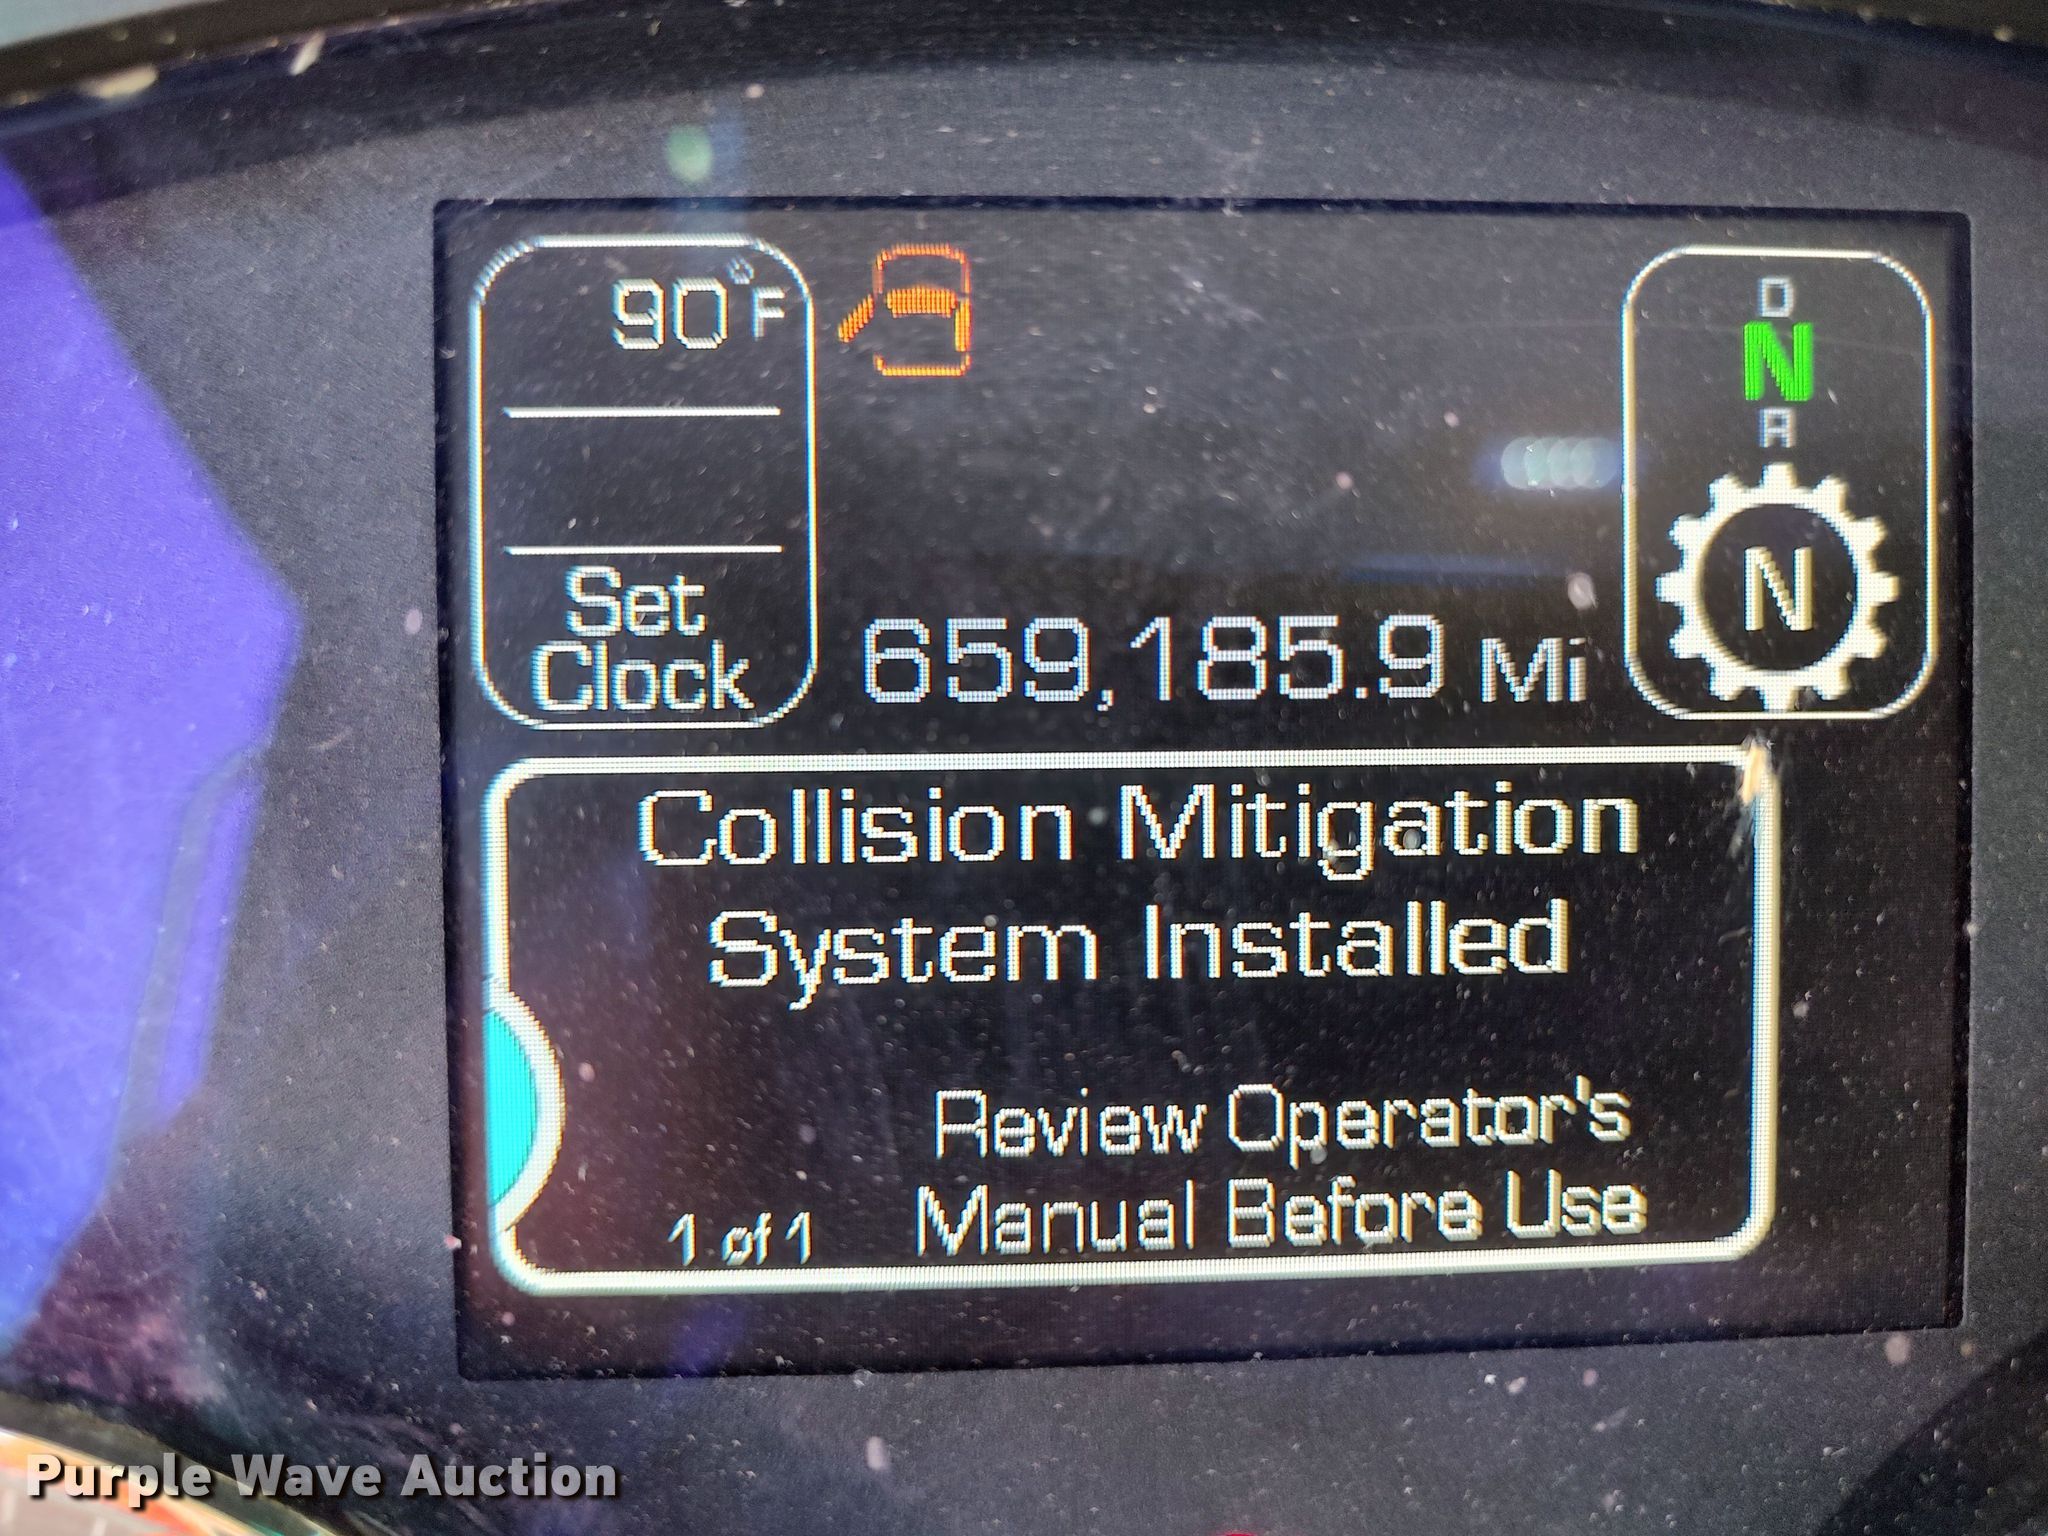 90°F
Set
Clock
659,185.9 Mi
D
N
R
N
Collision Mitigation
System Installed
Review Operator's
Manual Before Use
1 of 1
Purple Wave Auction